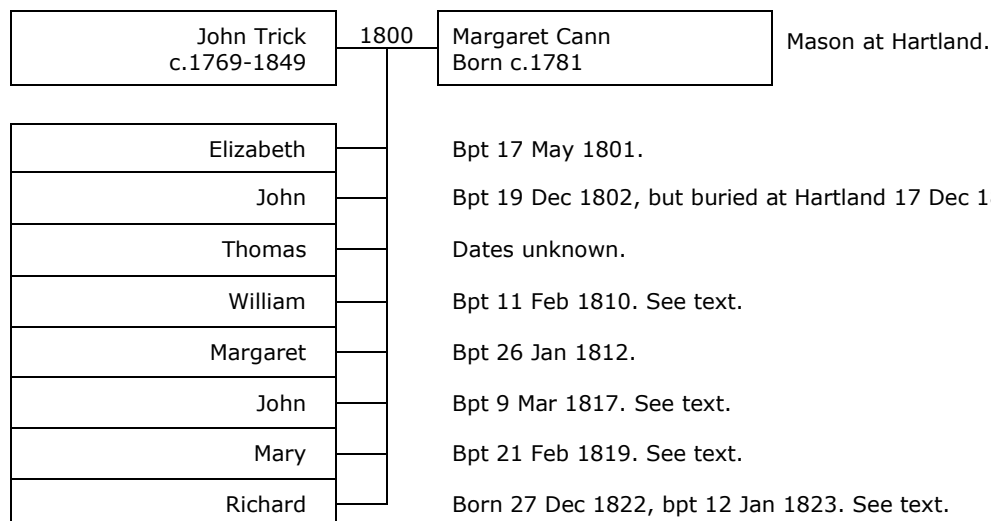 John Trick 1800 Margaret Cann Mason at Hartland.
c.1769-1849 Born c.1781
Elizabeth Bpt 17 May 1801.
John Bpt 19 Dec 1802, but buried at Hartland 17 Dec
Thomas Dates unknown.
William Bpt 11 Feb 1810. See text.
Margaret Bpt 26 Jan 1812.
John Bpt 9 Mar 1817. See text.
Mary Bpt 21 Feb 1819. See text.
Richard Born 27 Dec 1822, bpt 12 Jan 1823. See text.